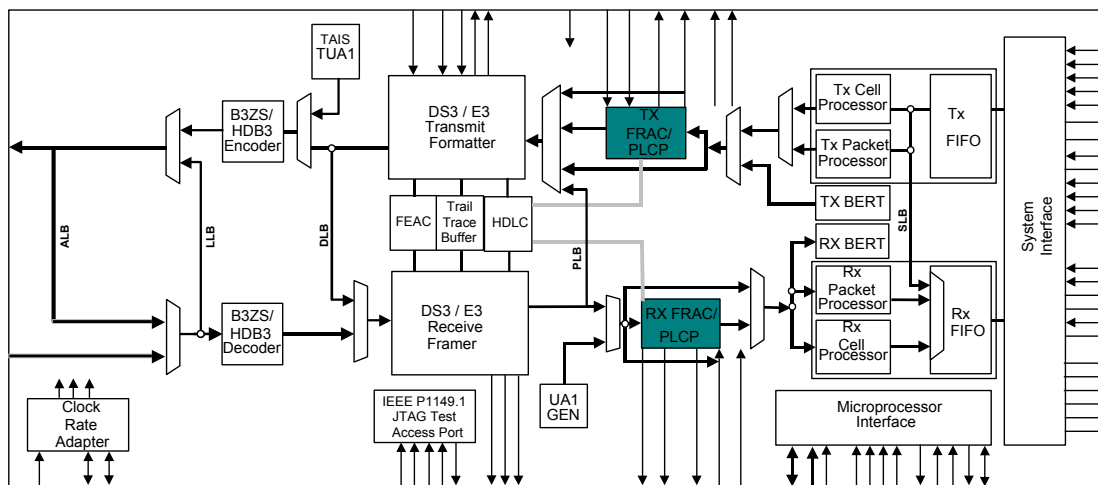 TAIS
TUA1
B3ZS/
HDB3
Encoder
DS3 / E3
Transmit
Formatter
TX
FRAC/
PLCP
Tx Cell
Processor
Tx Packet
Processor
Tx
FIFO
TX BERT
RX BERT
System
Interface
FEAC
Trail
Trace
Buffer
HDLC
ALB
LLB
DLB
PLB
SLB
B3ZS/
HDB3
Decoder
DS3 / E3
Receive
Framer
RX FRAC/
PLCP
Rx
Packet
Processor
Rx
Cell
Processor
Rx
FIFO
UA1
GEN
Clock
Rate
Adapter
IEEE P1149.1
JTAG Test
Access Port
Microprocessor
Interface